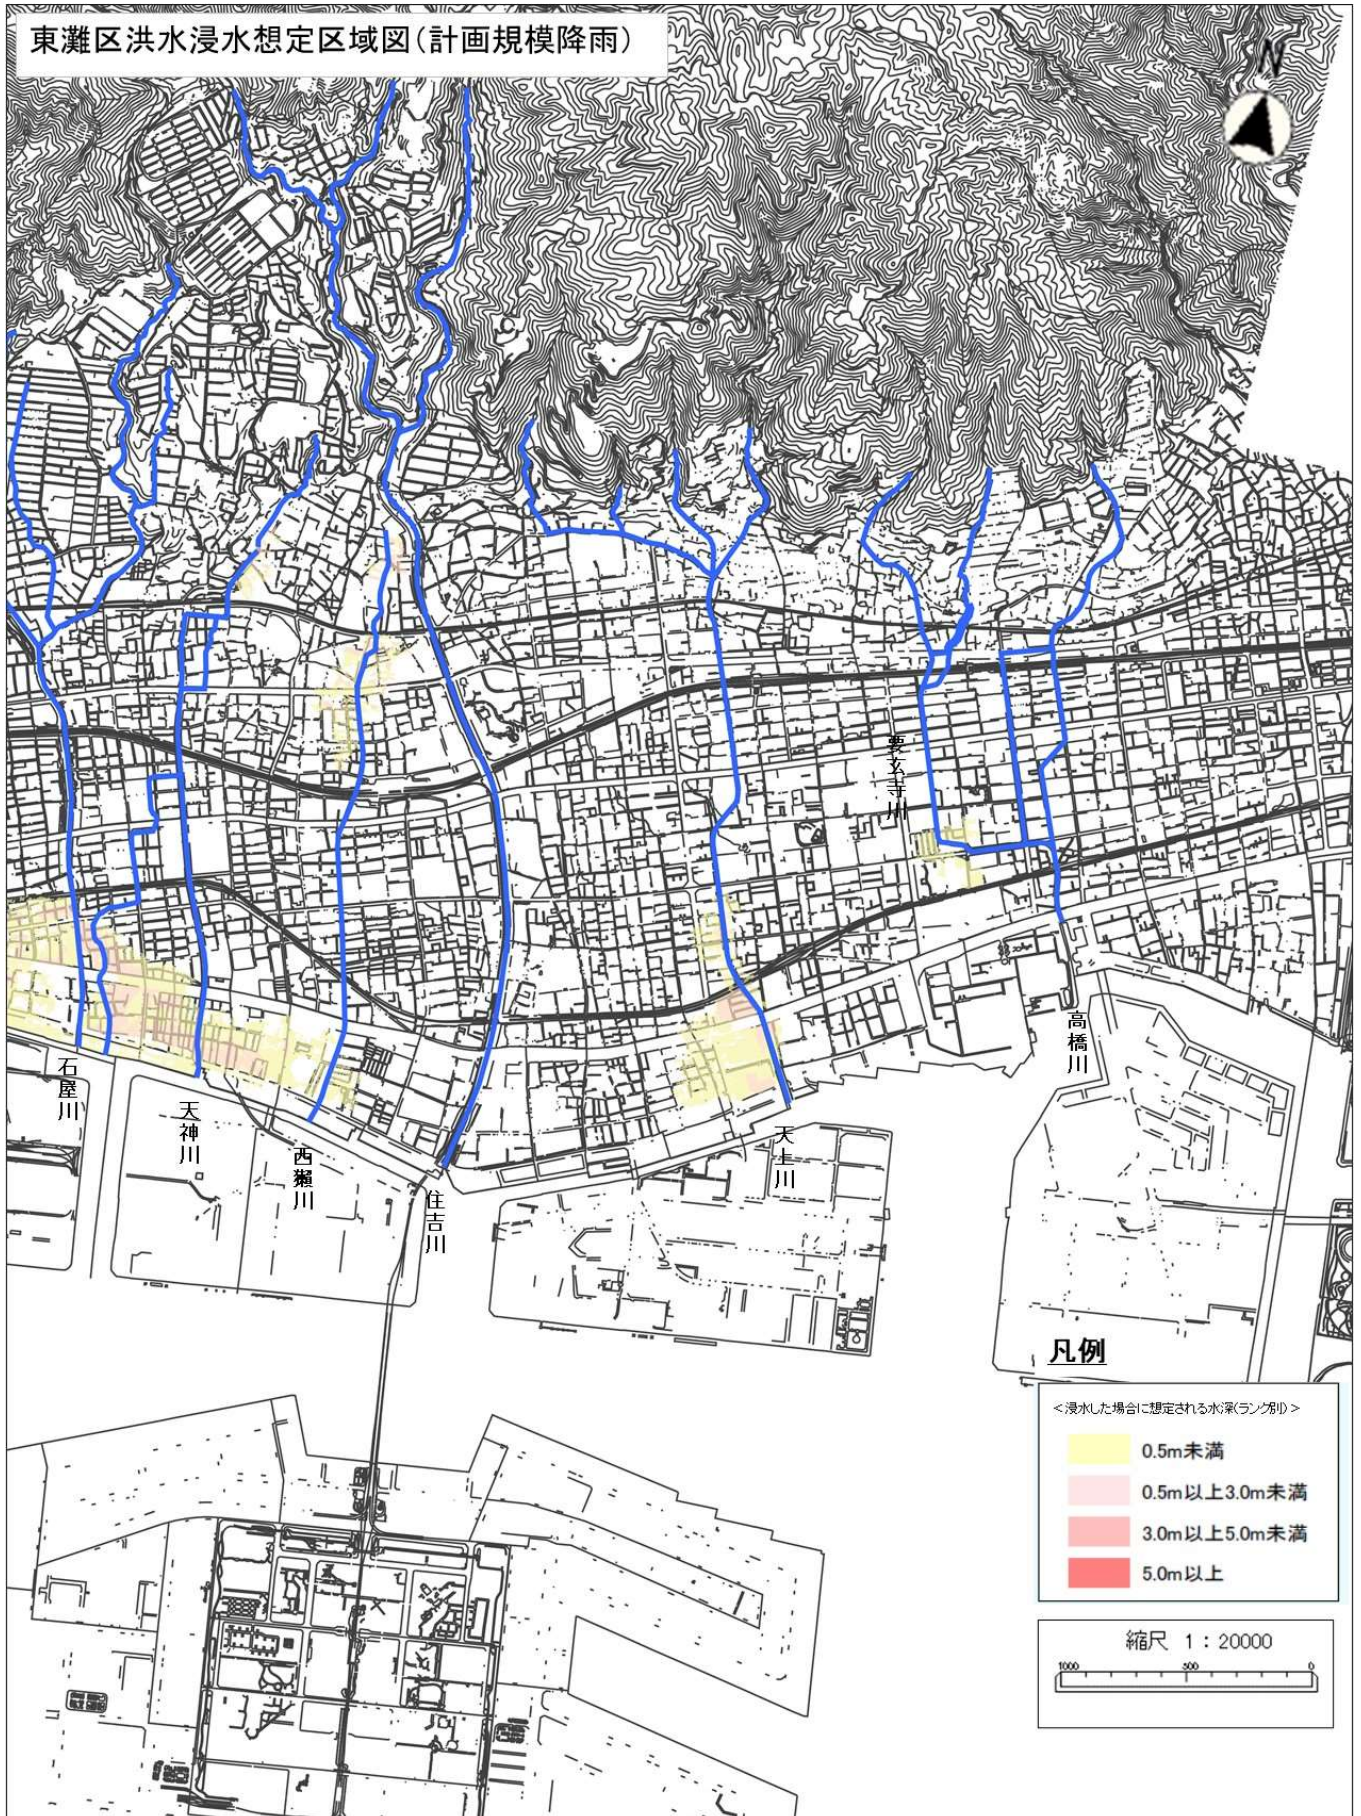 東灘区洪水浸水想定区域図(計画規模降雨)
N
要玄寺川
高橋川
石屋川
天神川
西㵋川
住吉川
天上川
凡例
<浸水した場合に想定される水深(ランク別)>
0.5m未満
0.5m以上3.0m未満
3.0m以上5.0m未満
5.0m以上
縮尺 1:20000
1000 500 0